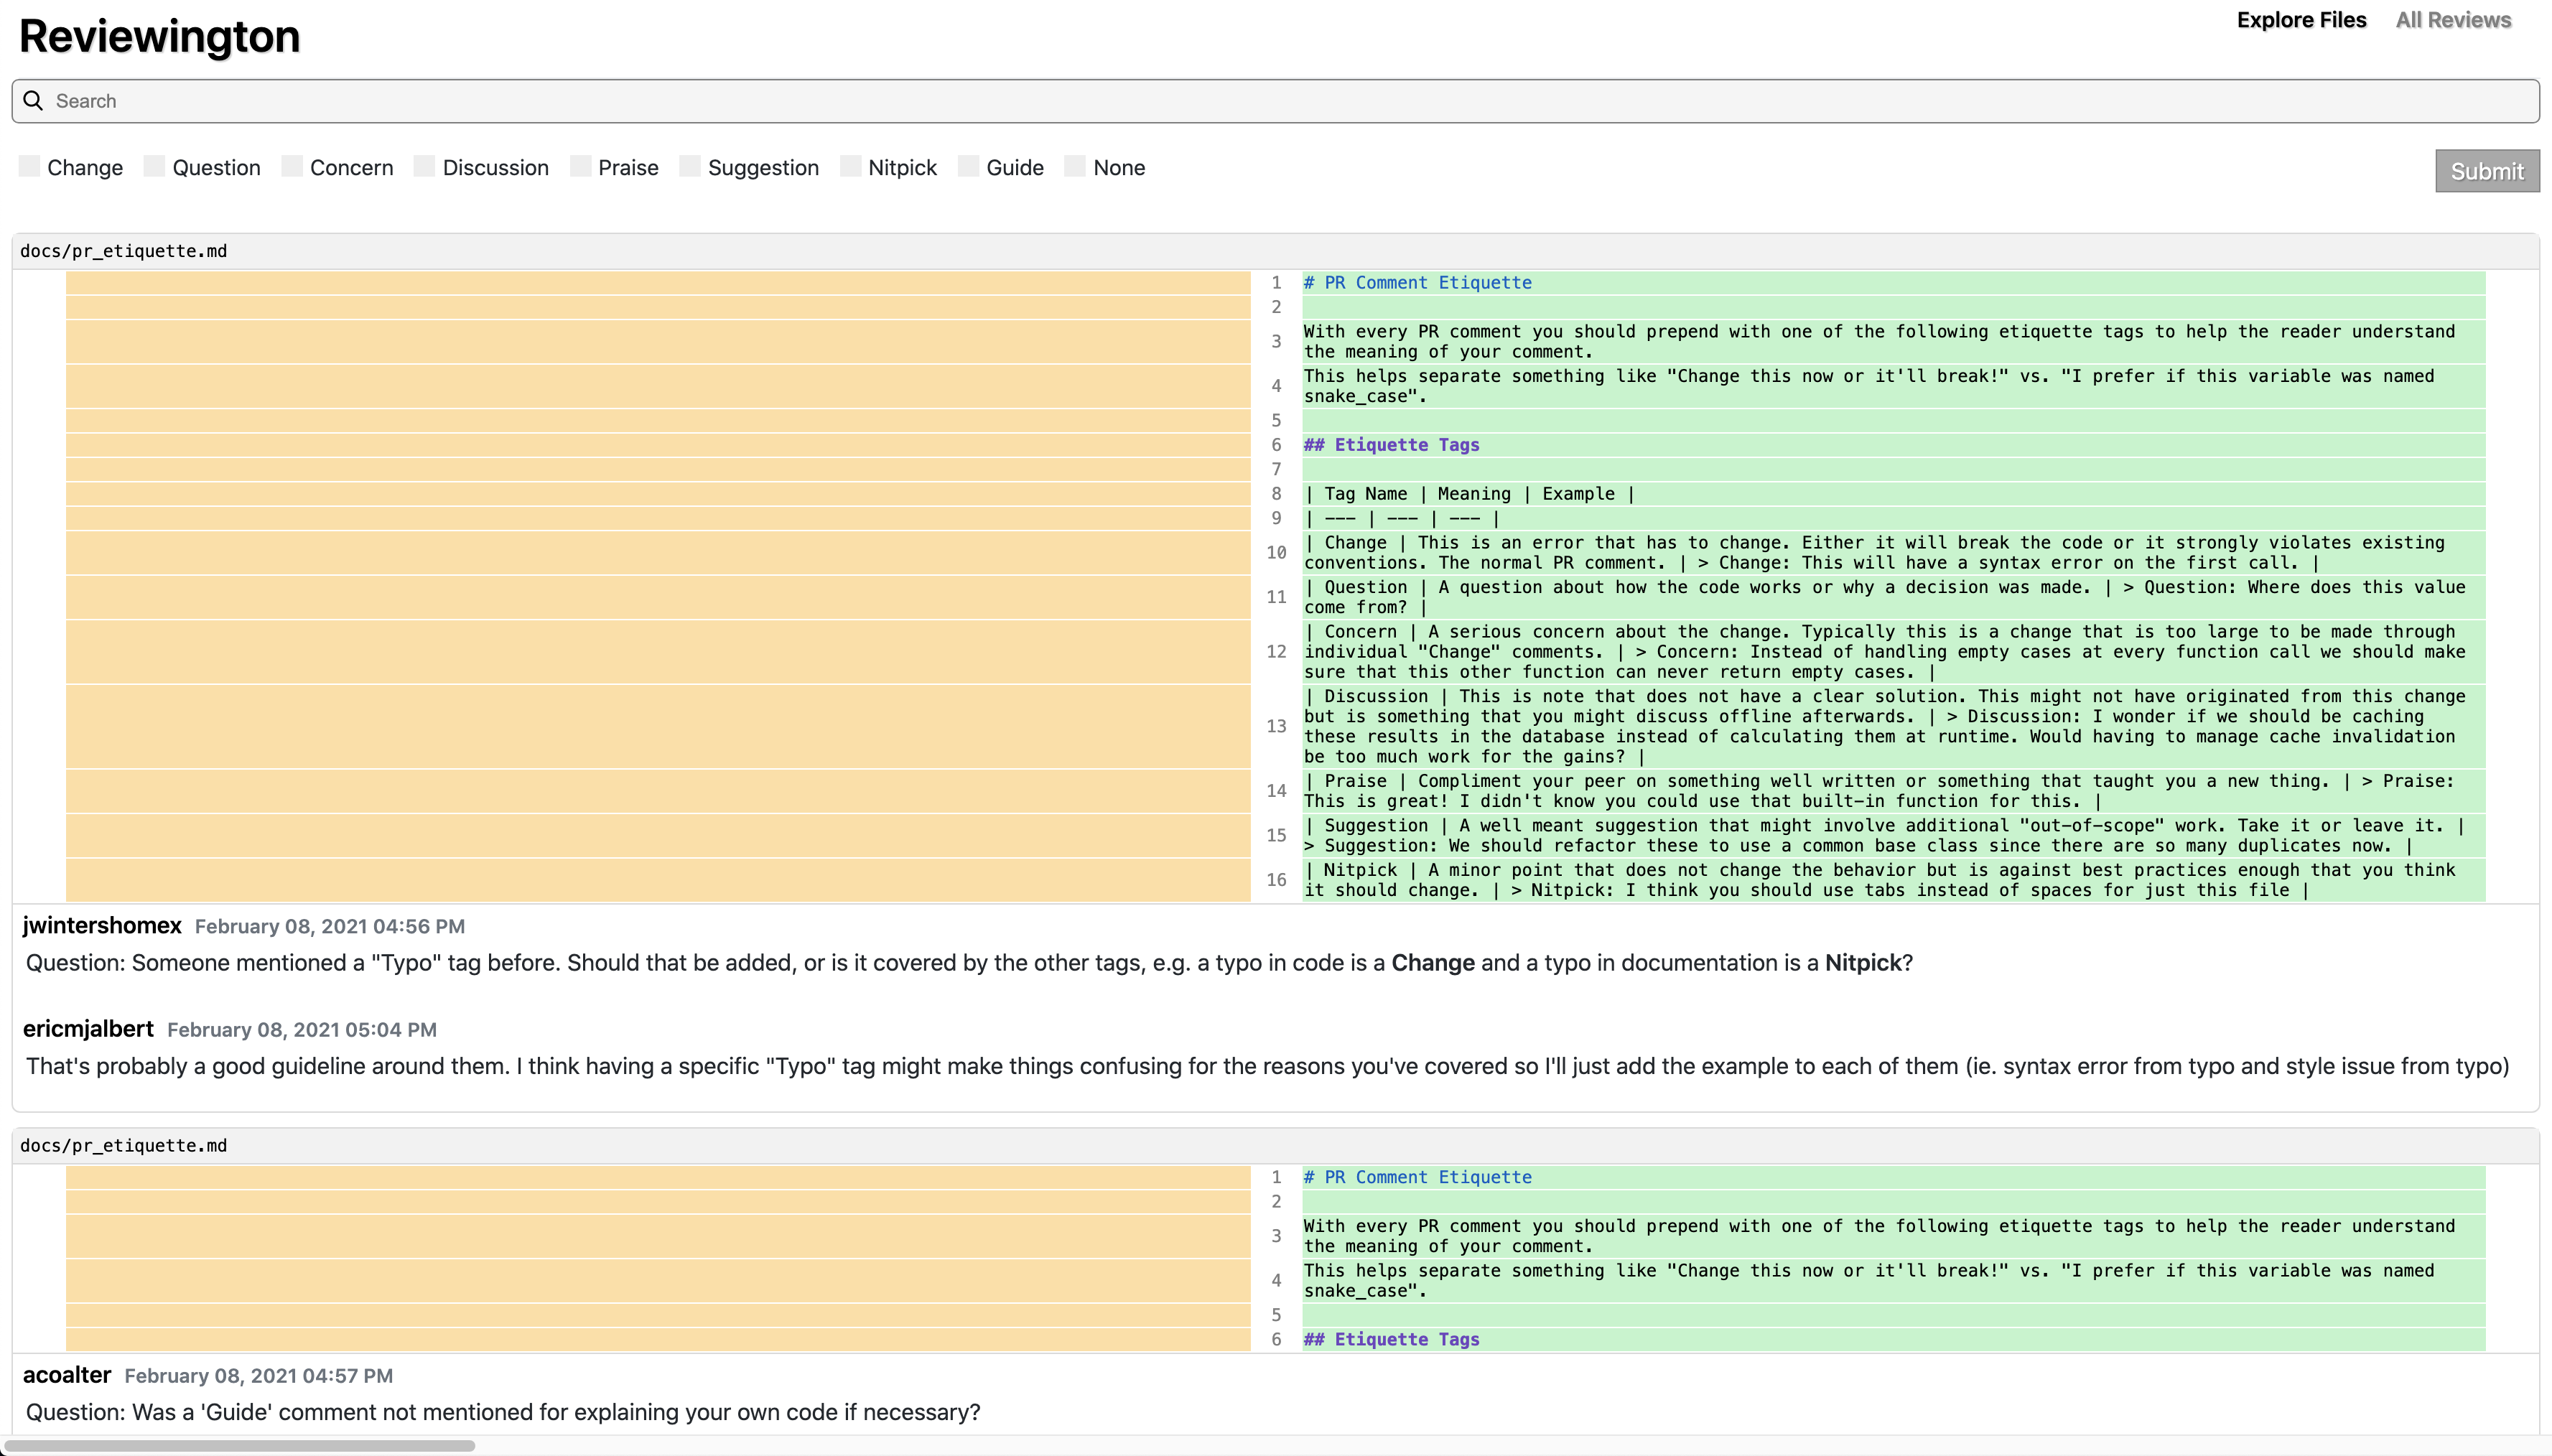 Reviewington
Explore Files
All Reviews
Search
Change
Question
Concern
Discussion
Praise
Suggestion
Nitpick
Guide
None
Submit
docs/pr_etiquette.md
1 # PR Comment Etiquette
2
3 With every PR comment you should prepend with one of the following etiquette tags to help the reader understand
the meaning of your comment.
4 This helps separate something like "Change this now or it'll break!" vs. "I prefer if this variable was named
snake_case".
5
6 ## Etiquette Tags
7
8 | Tag Name | Meaning | Example |
9 | --- | --- | --- |
10 | Change | This is an error that has to change. Either it will break the code or it strongly violates existing
conventions. The normal PR comment. | > Change: This will have a syntax error on the first call. |
11 | Question | A question about how the code works or why a decision was made. | > Question: Where does this value
come from? |
12 | Concern | A serious concern about the change. Typically this is a change that is too large to be made through
individual "Change" comments. | > Concern: Instead of handling empty cases at every function call we should make
sure that this other function can never return empty cases. |
13 | Discussion | This is note that does not have a clear solution. This might not have originated from this change
but is something that you might discuss offline afterwards. | > Discussion: I wonder if we should be caching
these results in the database instead of calculating them at runtime. Would having to manage cache invalidation
be too much work for the gains? |
14 | Praise | Compliment your peer on something well written or something that taught you a new thing. | > Praise:
This is great! I didn't know you could use that built-in function for this. |
15 | Suggestion | A well meant suggestion that might involve additional "out-of-scope" work. Take it or leave it. |
> Suggestion: We should refactor these to use a common base class since there are so many duplicates now. |
16 | Nitpick | A minor point that does not change the behavior but is against best practices enough that you think
it should change. | > Nitpick: I think you should use tabs instead of spaces for just this file |
jwintershomex February 08, 2021 04:56 PM
Question: Someone mentioned a "Typo" tag before. Should that be added, or is it covered by the other tags, e.g. a typo in code is a Change and a typo in documentation is a Nitpick?
ericmjalbert February 08, 2021 05:04 PM
That's probably a good guideline around them. I think having a specific "Typo" tag might make things confusing for the reasons you've covered so I'll just add the example to each of them (ie. syntax error from typo and style issue from typo)
docs/pr_etiquette.md
1 # PR Comment Etiquette
2
3 With every PR comment you should prepend with one of the following etiquette tags to help the reader understand
the meaning of your comment.
4 This helps separate something like "Change this now or it'll break!" vs. "I prefer if this variable was named
snake_case".
5
6 ## Etiquette Tags
acoalter February 08, 2021 04:57 PM
Question: Was a 'Guide' comment not mentioned for explaining your own code if necessary?